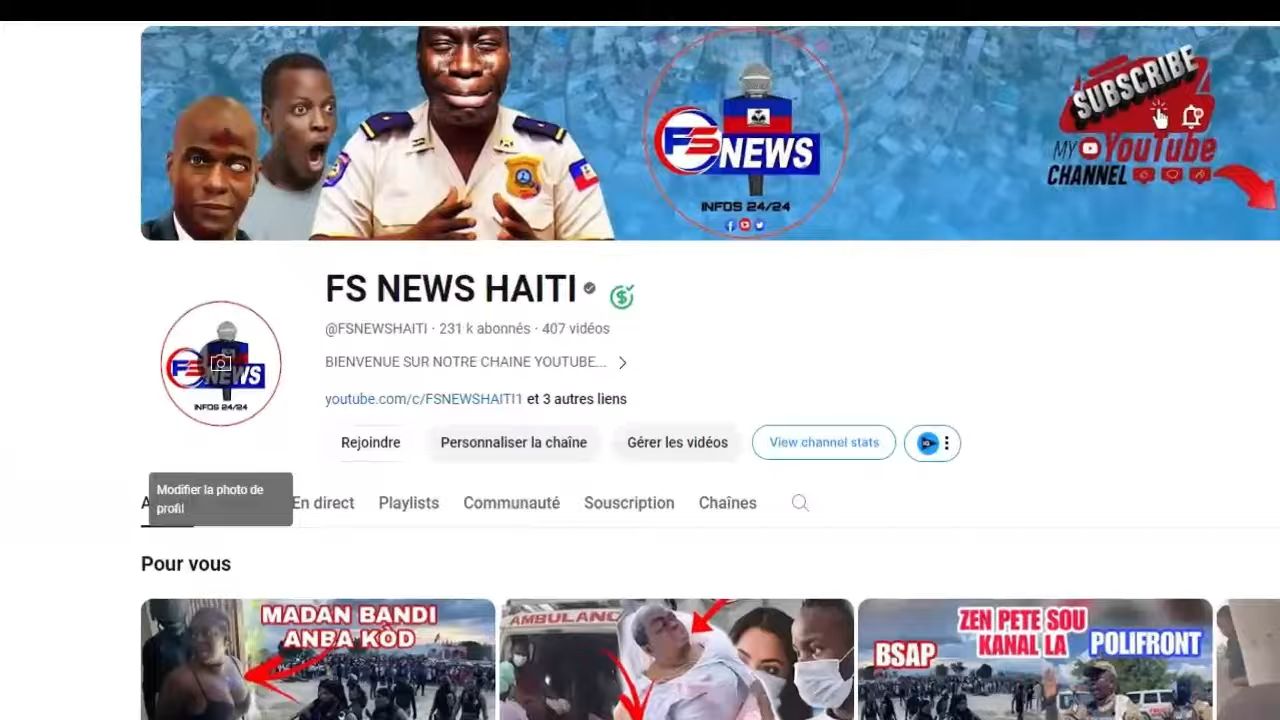 SUBSCRIBE
MY YouTube
CHANNEL
FS NEWS
INFOS 24/24
FS NEWS HAITI
@FSNEWSHAITI · 231 k abonnés · 407 vidéos
BIENVENUE SUR NOTRE CHAINE YOUTUBE...
youtube.com/c/FSNEWSHAITI1 et 3 autres liens
FS NEWS
INFOS 24/24
Rejoindre
Personnaliser la chaîne
Gérer les vidéos
View channel stats
Modifier la photo de
profil
En direct
Playlists
Communauté
Souscription
Chaînes
Pour vous
MADAN BANDI
ANBA KÒD
AMBULANC
ZEN PETE SOU
KANAL LA
BSAP
POLIFRONT